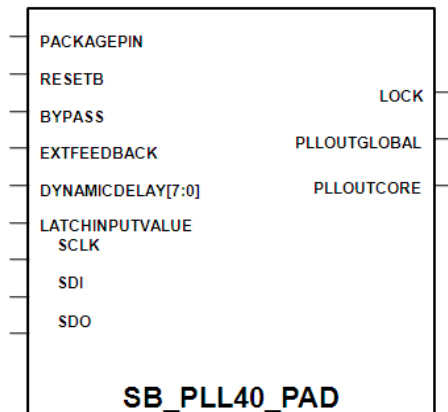 PACKAGEPIN
RESETB
BYPASS
EXTFEEDBACK
DYNAMICDELAY[7:0]
LATCHINPUTVALUE
SCLK
SDI
SDO
LOCK
PLLOUTGLOBAL
PLLOUTCORE
SB_PLL40_PAD